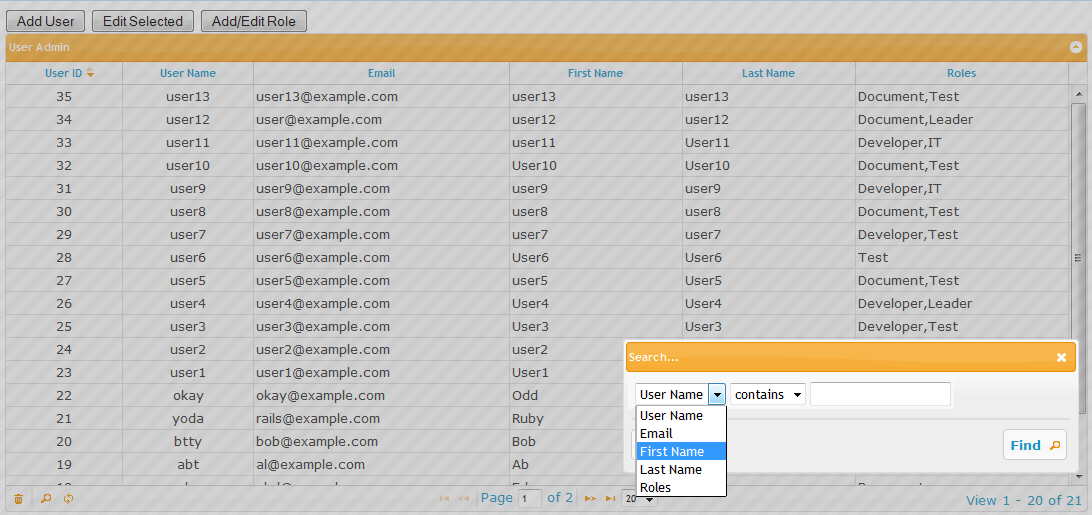 Add User Edit Selected Add/Edit Role
User Admin
User ID User Name Email First Name Last Name Roles
35 user13 user13@example.com user13 user13 Document,Test
34 user12 user@example.com user12 user12 Document,Leader
33 user11 user11@example.com user11 User11 Developer,IT
32 user10 user10@example.com User10 User10 Document,Test
31 user9 user9@example.com user9 user9 Developer,IT
30 user8 user8@example.com user8 user8 Document,Test
29 user7 user7@example.com user7 user7 Developer,Test
28 user6 user6@example.com User6 User6 Test
27 user5 user5@example.com User5 User5 Document,Test
26 user4 user4@example.com User4 User4 Developer,Leader
25 user3 user3@example.com User3 User3 Developer,Test
24 user2 user2@example.com user2
23 user1 user1@example.com User1
22 okay okay@example.com Odd
21 yoda rails@example.com Ruby
20 btty bob@example.com Bob
19 abt al@example.com Ab
Search...
User Name contains
User Name
Email
First Name
Last Name
Roles
Find
Page 1 of 2 20 View 1 - 20 of 21